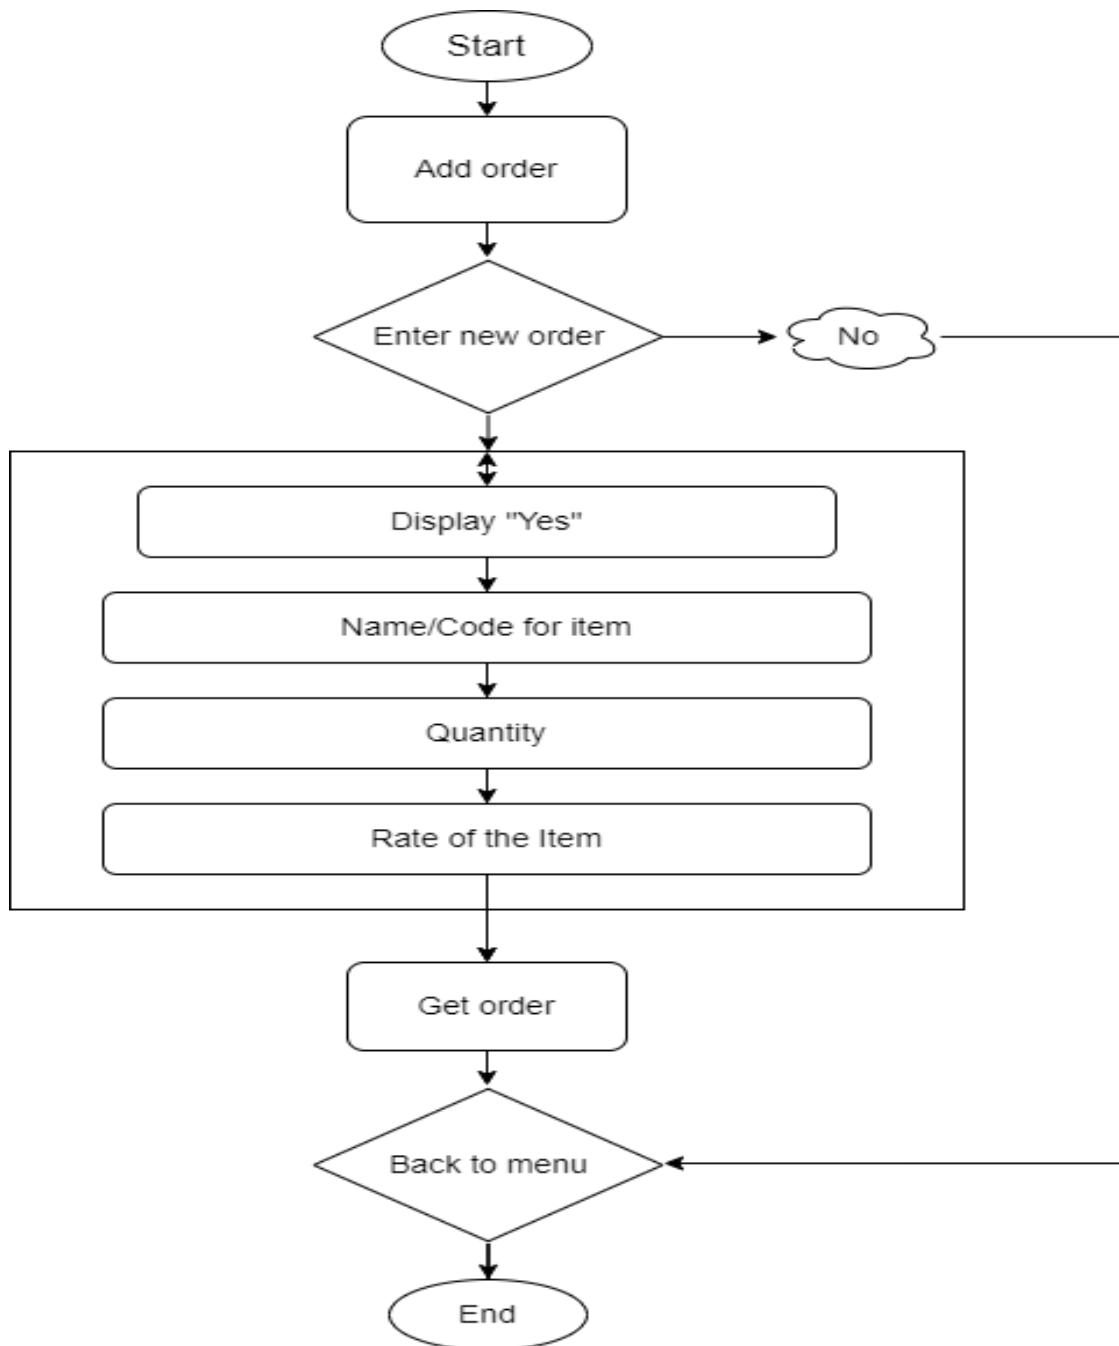 Start
Add order
Enter new order
No
Display "Yes"
Name/Code for item
Quantity
Rate of the Item
Get order
Back to menu
End